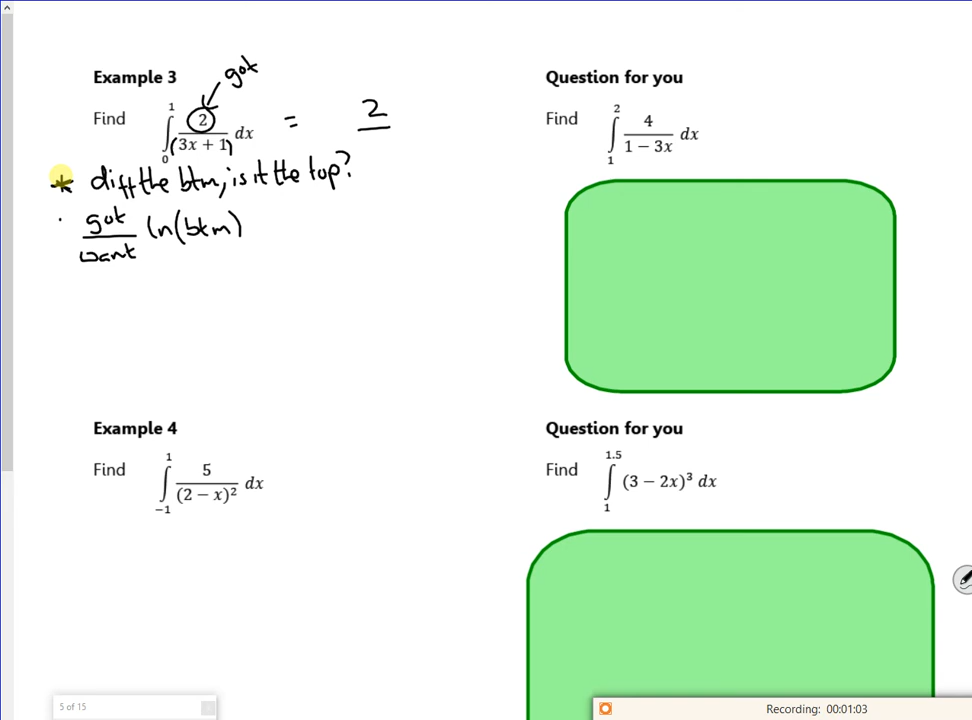 Example 3
got
Find ∫₀¹ 2/(3x + 1) dx = 2
* diff the btm, is it the top?
got/want ln(btm)
Question for you
Find ∫₁² 4/(1 − 3x) dx
Example 4
Find ∫₋₁¹ 5/(2 − x)² dx
Question for you
Find ∫₁^1.5 (3 − 2x)³ dx
5 of 15
Recording: 00:01:03